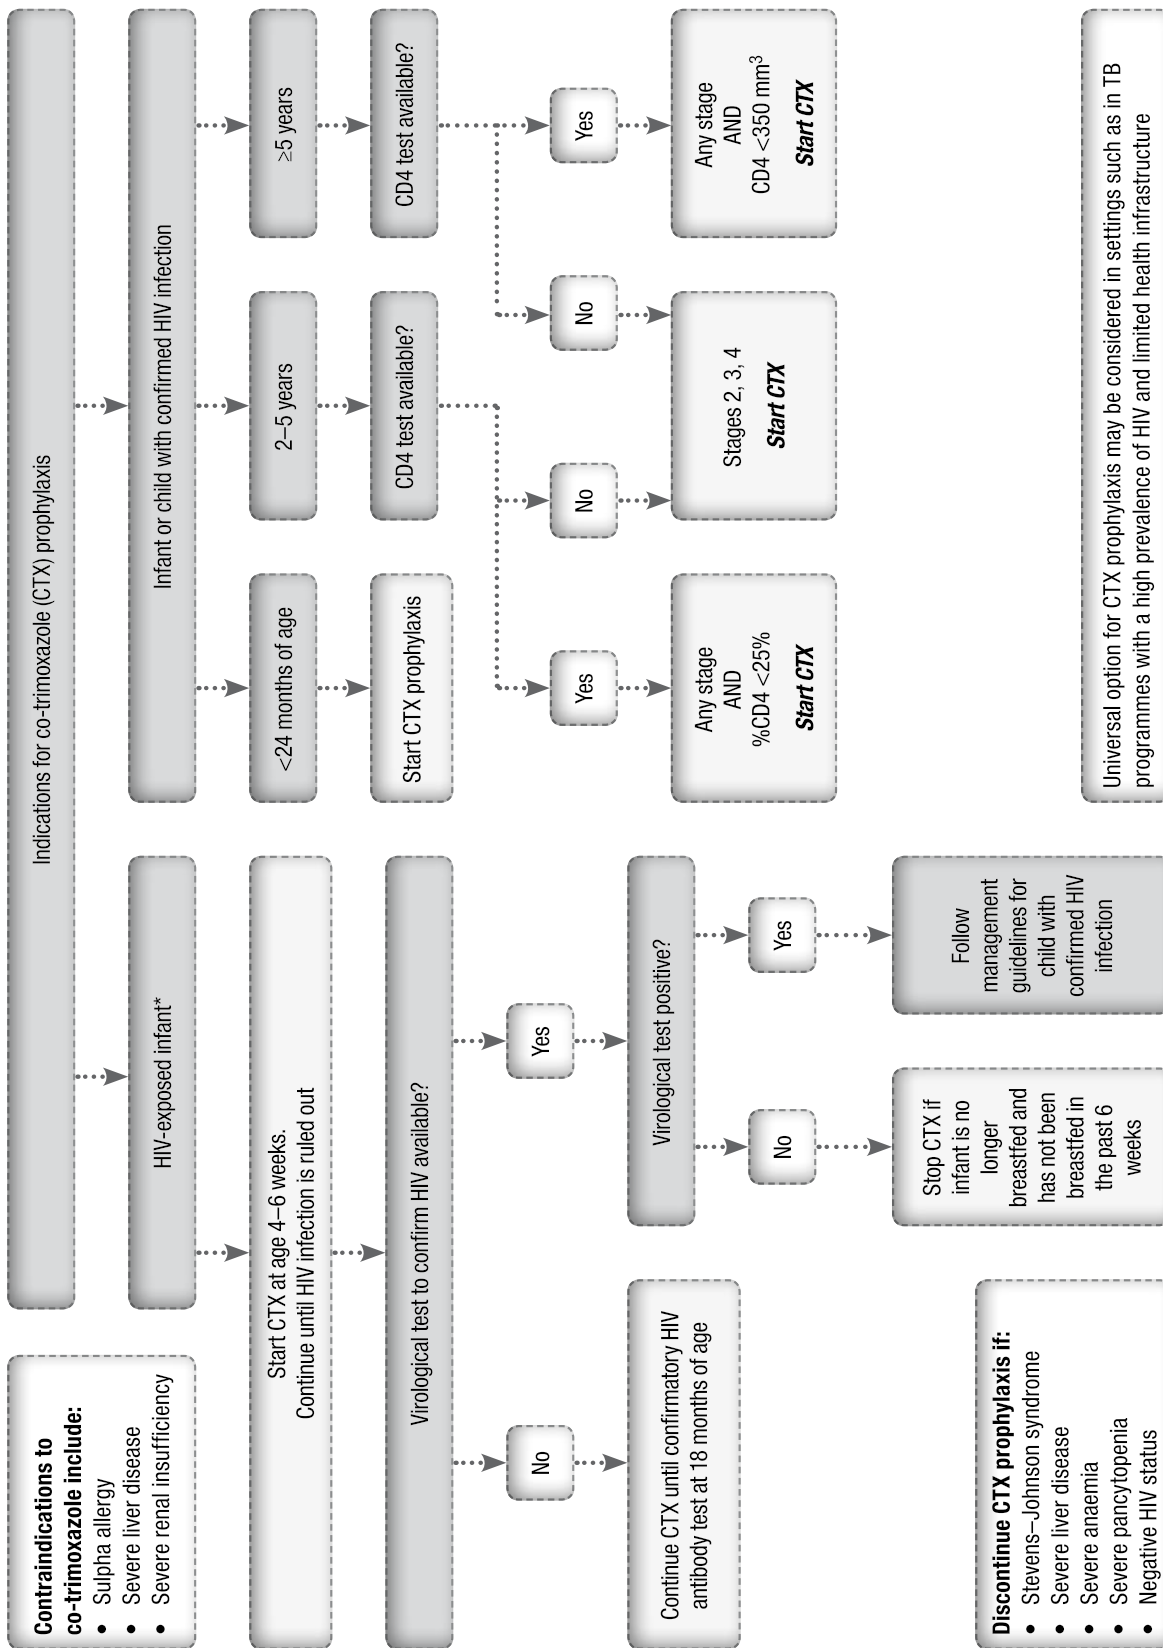 Contraindications to
co-trimoxazole include:
• Sulpha allergy
• Severe liver disease
• Severe renal insufficiency
Indications for co-trimoxazole (CTX) prophylaxis
HIV-exposed infant*
Infant or child with confirmed HIV infection
Start CTX at age 4–6 weeks.
Continue until HIV infection is ruled out
<24 months of age
2–5 years
≥5 years
Virological test to confirm HIV available?
Start CTX prophylaxis
CD4 test available?
CD4 test available?
No
Yes
Yes
No
No
Yes
Continue CTX until confirmatory HIV
antibody test at 18 months of age
Virological test positive?
Any stage
AND
%CD4 <25%
Start CTX
Stages 2, 3, 4
Start CTX
Any stage
AND
CD4 <350 mm³
Start CTX
No
Yes
Stop CTX if
infant is no
longer
breastfed and
has not been
breastfed in
the past 6
weeks
Follow
management
guidelines for
child with
confirmed HIV
infection
Discontinue CTX prophylaxis if:
• Stevens–Johnson syndrome
• Severe liver disease
• Severe anaemia
• Severe pancytopenia
• Negative HIV status
Universal option for CTX prophylaxis may be considered in settings such as in TB
programmes with a high prevalence of HIV and limited health infrastructure